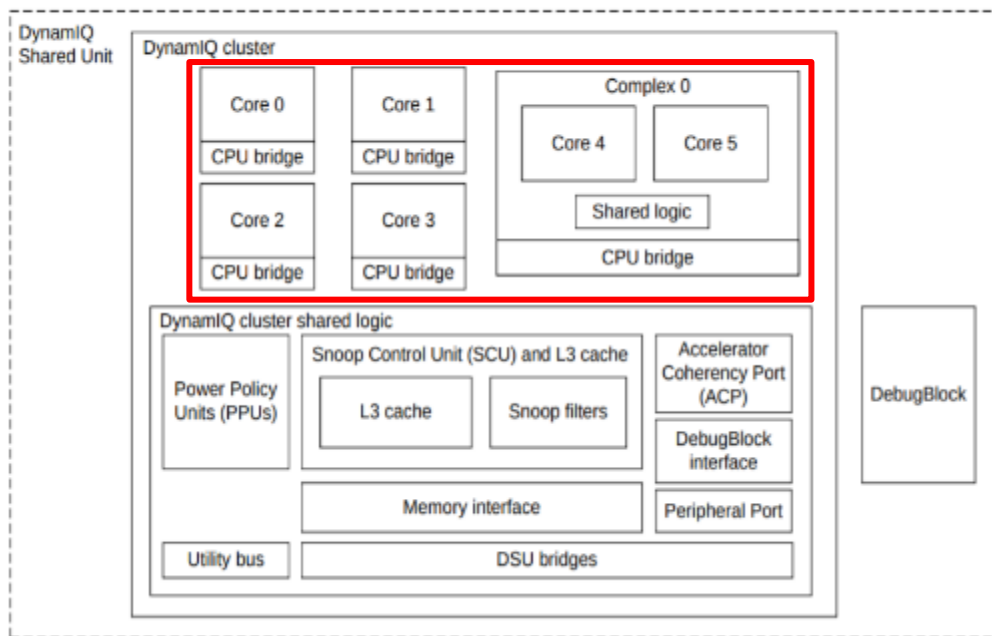 DynamIQ
Shared Unit
DynamIQ cluster
Core 0
CPU bridge
Core 1
CPU bridge
Core 2
CPU bridge
Core 3
CPU bridge
Complex 0
Core 4
Core 5
Shared logic
CPU bridge
DynamIQ cluster shared logic
Power Policy
Units (PPUs)
Snoop Control Unit (SCU) and L3 cache
L3 cache
Snoop filters
Accelerator
Coherency Port
(ACP)
DebugBlock
interface
Memory interface
Peripheral Port
Utility bus
DSU bridges
DebugBlock